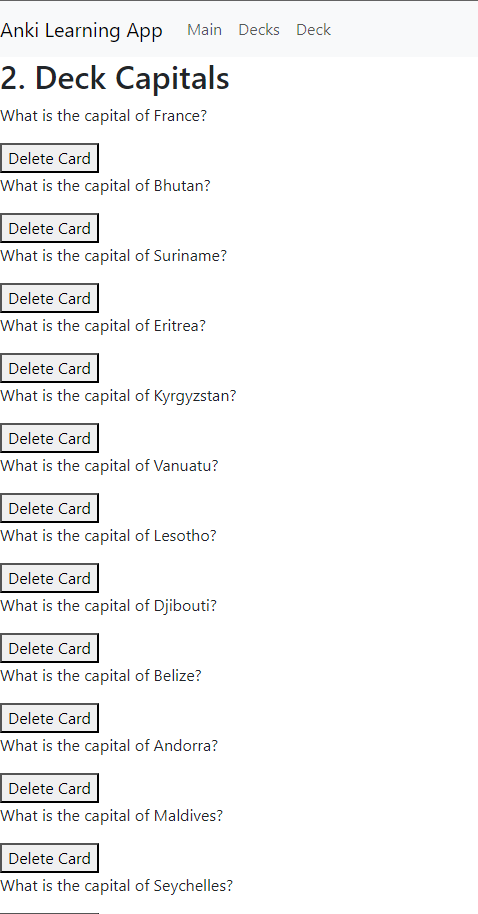 Anki Learning App Main Decks Deck
2. Deck Capitals
What is the capital of France?
Delete Card
What is the capital of Bhutan?
Delete Card
What is the capital of Suriname?
Delete Card
What is the capital of Eritrea?
Delete Card
What is the capital of Kyrgyzstan?
Delete Card
What is the capital of Vanuatu?
Delete Card
What is the capital of Lesotho?
Delete Card
What is the capital of Djibouti?
Delete Card
What is the capital of Belize?
Delete Card
What is the capital of Andorra?
Delete Card
What is the capital of Maldives?
Delete Card
What is the capital of Seychelles?